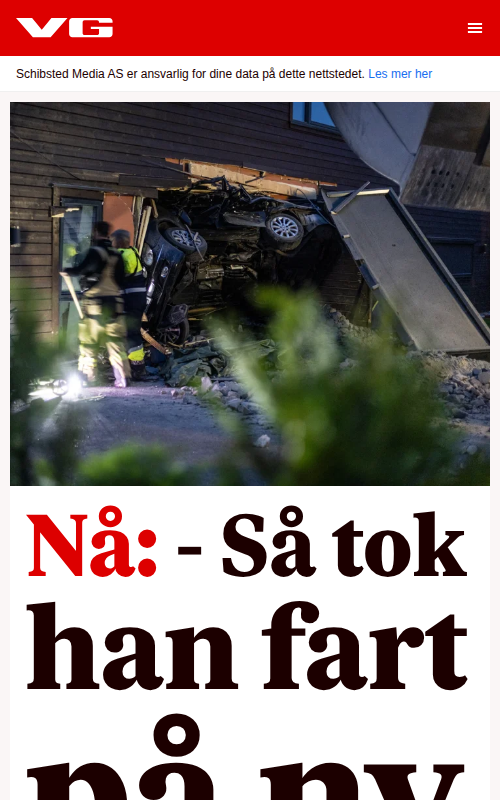 VG
Schibsted Media AS er ansvarlig for dine data på dette nettstedet. Les mer her
Nå: - Så tok
han fart
på ny